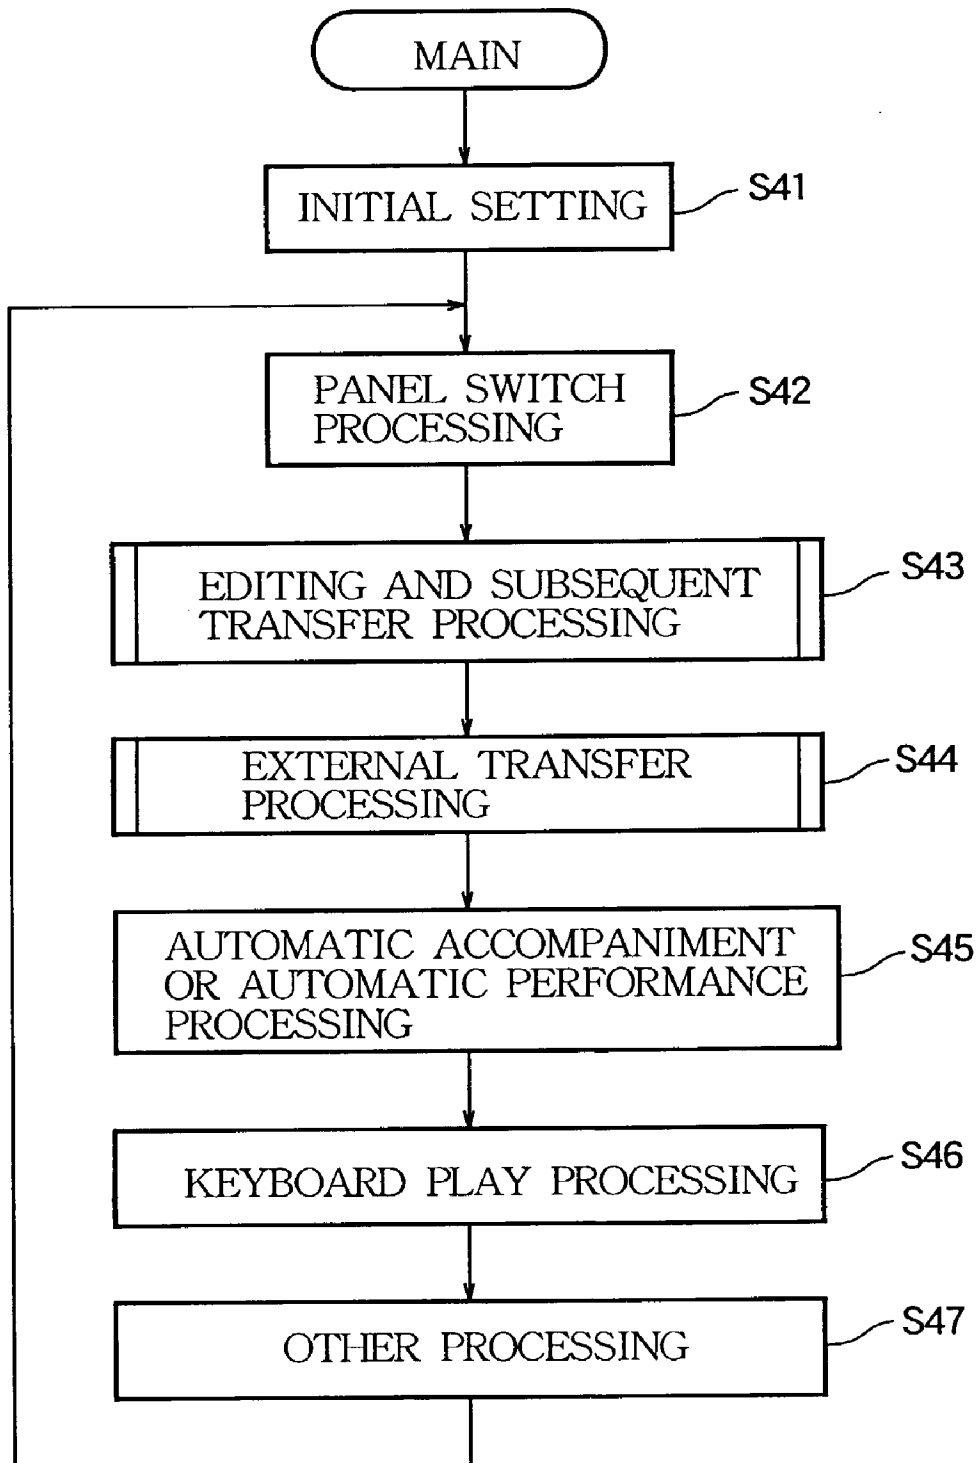 MAIN
INITIAL SETTING
S41
PANEL SWITCH
PROCESSING
S42
EDITING AND SUBSEQUENT
TRANSFER PROCESSING
S43
EXTERNAL TRANSFER
PROCESSING
S44
AUTOMATIC ACCOMPANIMENT
OR AUTOMATIC PERFORMANCE
PROCESSING
S45
KEYBOARD PLAY PROCESSING
S46
OTHER PROCESSING
S47